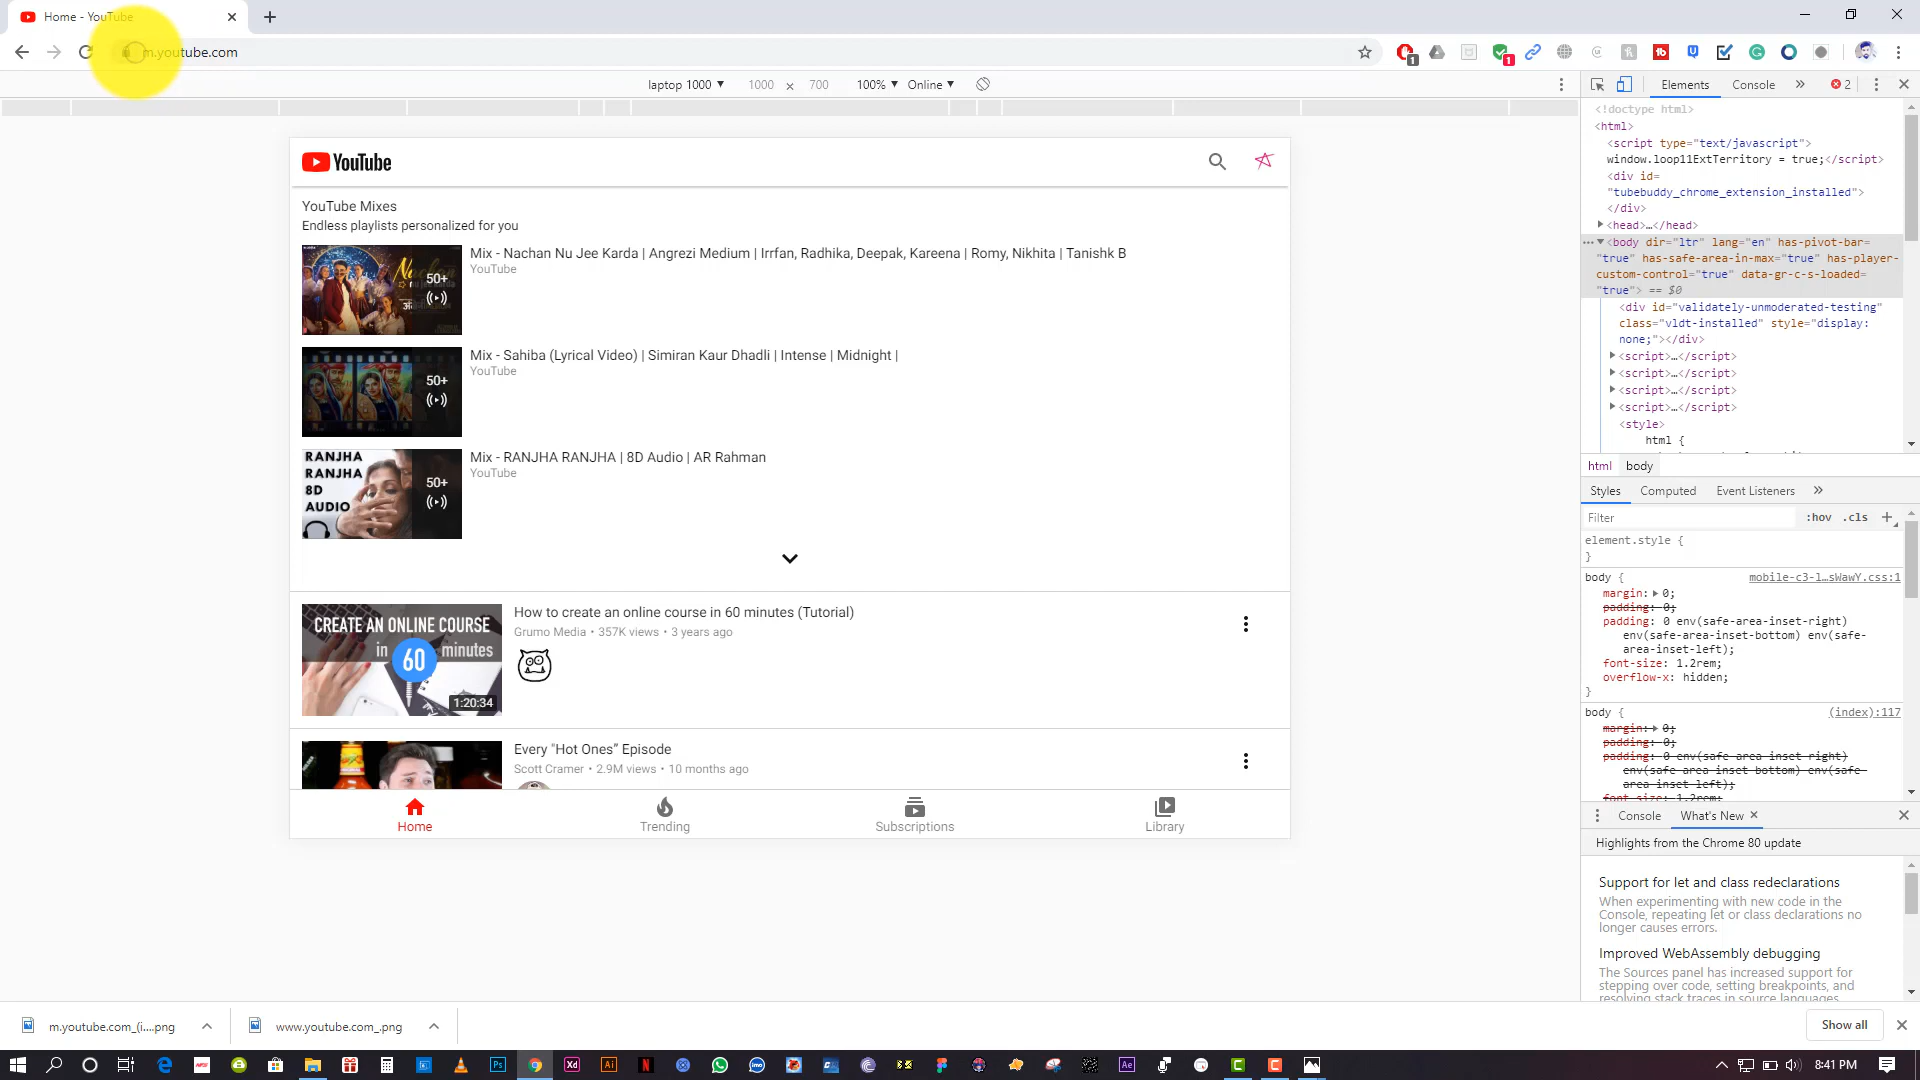 Home - YouTube
m.youtube.com
1
1
laptop 1000 ▼ 1000 x 700 100% ▼ Online ▼
Elements Console » 2
YouTube
YouTube Mixes
Endless playlists personalized for you
50+
Mix - Nachan Nu Jee Karda | Angrezi Medium | Irrfan, Radhika, Deepak, Kareena | Romy, Nikhita | Tanishk B
YouTube
50+
Mix - Sahiba (Lyrical Video) | Simiran Kaur Dhadli | Intense | Midnight |
YouTube
RANJHA
RANJHA
8D
AUDIO
50+
Mix - RANJHA RANJHA | 8D Audio | AR Rahman
YouTube
CREATE AN ONLINE COURSE
in 60 minutes
1:20:34
How to create an online course in 60 minutes (Tutorial)
Grumo Media • 357K views • 3 years ago
Every "Hot Ones” Episode
Scott Cramer • 2.9M views • 10 months ago
Home
Trending
Subscriptions
Library
<!doctype html>
<html>
<script type="text/javascript">
window.loop11ExtTerritory = true;</script>
<div id=
"tubebuddy_chrome_extension_installed">
</div>
<head>…</head>
<body dir="ltr" lang="en" has-pivot-bar=
"true" has-safe-area-in-max="true" has-player-
custom-control="true" data-gr-c-s-loaded=
"true"> == $0
<div id="validately-unmoderated-testing"
class="vldt-installed" style="display:
none;"></div>
<script>…</script>
<script>…</script>
<script>…</script>
<script>…</script>
<style>
html {
html body
Styles Computed Event Listeners »
Filter :hov .cls +
element.style {
}
body { mobile-c3-l…sWawY.css:1
margin: 0;
padding: 0;
padding: 0 env(safe-area-inset-right)
env(safe-area-inset-bottom) env(safe-
area-inset-left);
font-size: 1.2rem;
overflow-x: hidden;
}
body { (index):117
margin: 0;
padding: 0;
padding: 0 env(safe-area-inset-right)
env(safe-area-inset-bottom) env(safe-
area-inset-left);
font-size: 1.2rem;
Console What's New
Highlights from the Chrome 80 update
Support for let and class redeclarations
When experimenting with new code in the
Console, repeating let or class declarations no
longer causes errors.
Improved WebAssembly debugging
The Sources panel has increased support for
stepping over code, setting breakpoints, and
resolving stack traces in source languages
m.youtube.com_(i....png
www.youtube.com_.png
Show all
8:41 PM